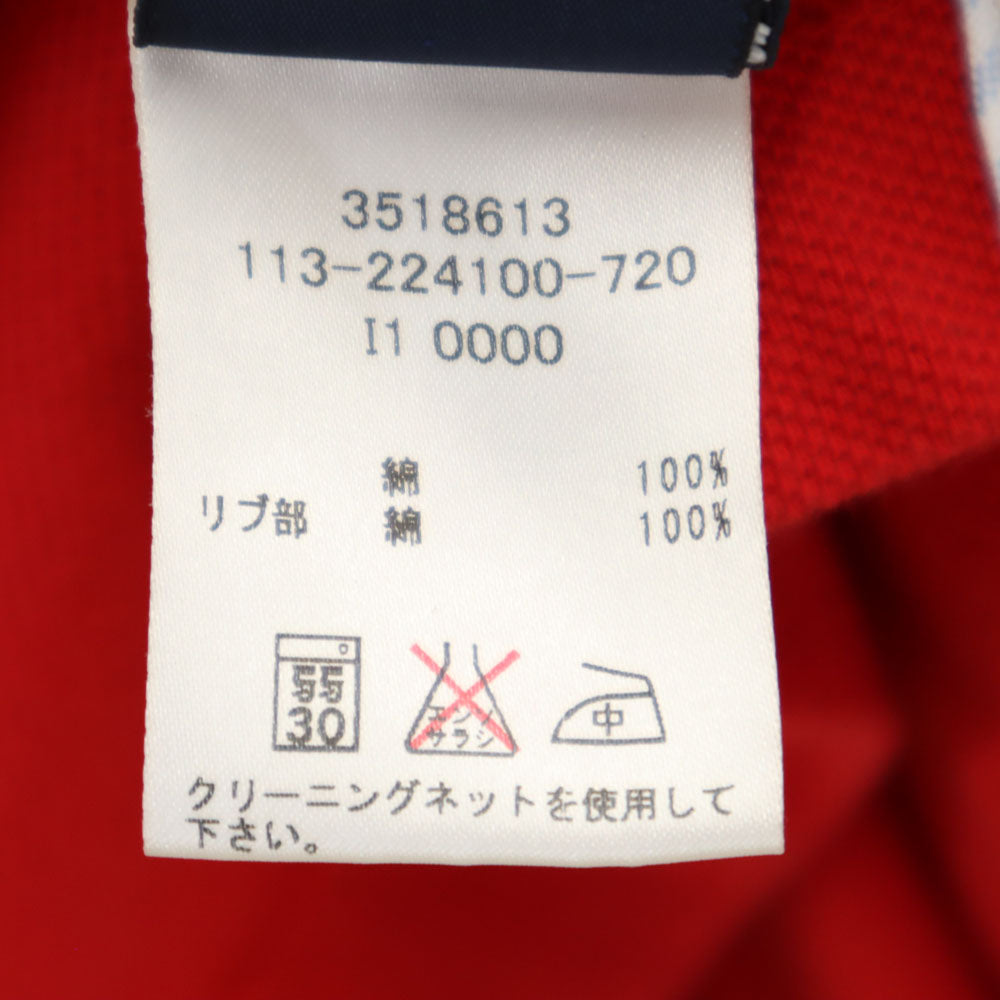 3518613
113-224100-720
I1 0000
綿 100%
リブ部 綿 100%
弱
30
エンソ
サラシ
中
クリーニングネットを使用して
下さい。